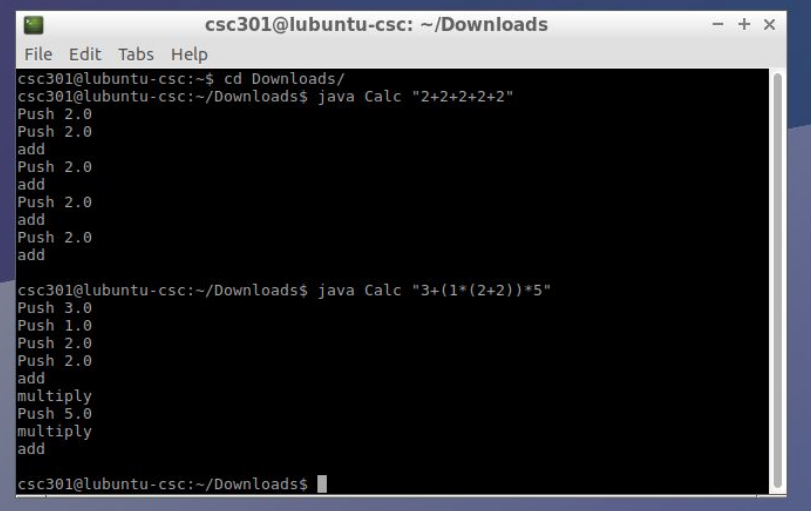 csc301@lubuntu-csc: ~/Downloads
File Edit Tabs Help
csc301@lubuntu-csc:~$ cd Downloads/
csc301@lubuntu-csc:~/Downloads$ java Calc "2+2+2+2+2"
Push 2.0
Push 2.0
add
Push 2.0
add
Push 2.0
add
Push 2.0
add
csc301@lubuntu-csc:~/Downloads$ java Calc "3+(1*(2+2))*5"
Push 3.0
Push 1.0
Push 2.0
Push 2.0
add
multiply
Push 5.0
multiply
add
csc301@lubuntu-csc:~/Downloads$